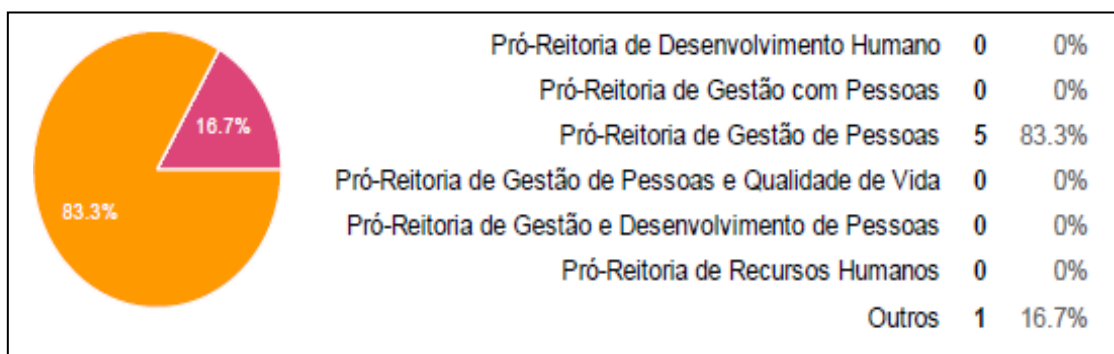 Pró-Reitoria de Desenvolvimento Humano 0 0%
Pró-Reitoria de Gestão com Pessoas 0 0%
Pró-Reitoria de Gestão de Pessoas 5 83.3%
Pró-Reitoria de Gestão de Pessoas e Qualidade de Vida 0 0%
Pró-Reitoria de Gestão e Desenvolvimento de Pessoas 0 0%
Pró-Reitoria de Recursos Humanos 0 0%
Outros 1 16.7%
16.7%
83.3%